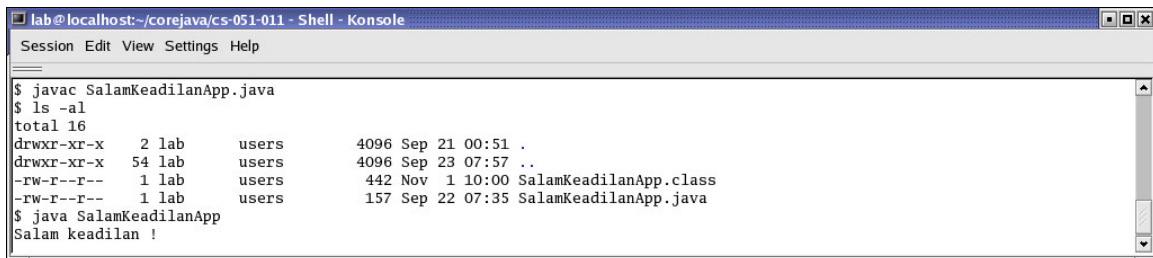 lab@localhost:~/corejava/cs-051-011 - Shell - Konsole
Session Edit View Settings Help
$ javac SalamKeadilanApp.java
$ ls -al
total 16
drwxr-xr-x 2 lab users 4096 Sep 21 00:51 .
drwxr-xr-x 54 lab users 4096 Sep 23 07:57 ..
-rw-r--r-- 1 lab users 442 Nov 1 10:00 SalamKeadilanApp.class
-rw-r--r-- 1 lab users 157 Sep 22 07:35 SalamKeadilanApp.java
$ java SalamKeadilanApp
Salam keadilan !